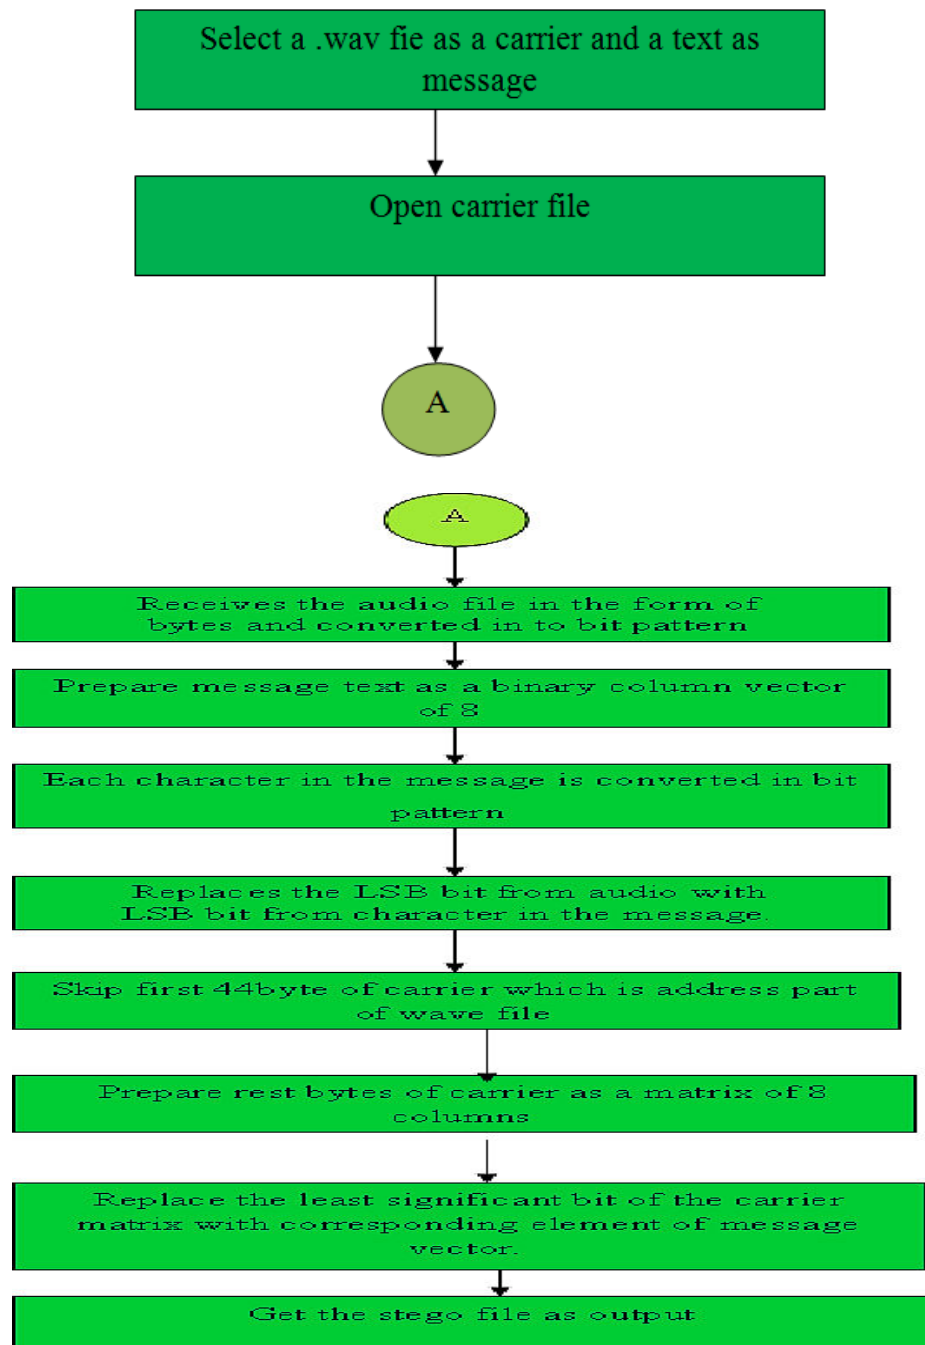 Select a .wav fie as a carrier and a text as
message
Open carrier file
A
A
Receives the audio file in the form of
bytes and converted in to bit pattern
Prepare message text as a binary column vector
of 8
Each character in the message is converted in bit
pattern
Replaces the LSB bit from audio with
LSB bit from character in the message.
Skip first 44byte of carrier which is address part
of wave file
Prepare rest bytes of carrier as a matrix of 8
columns
Replace the least significant bit of the carrier
matrix with corresponding element of message
vector.
Get the stego file as output